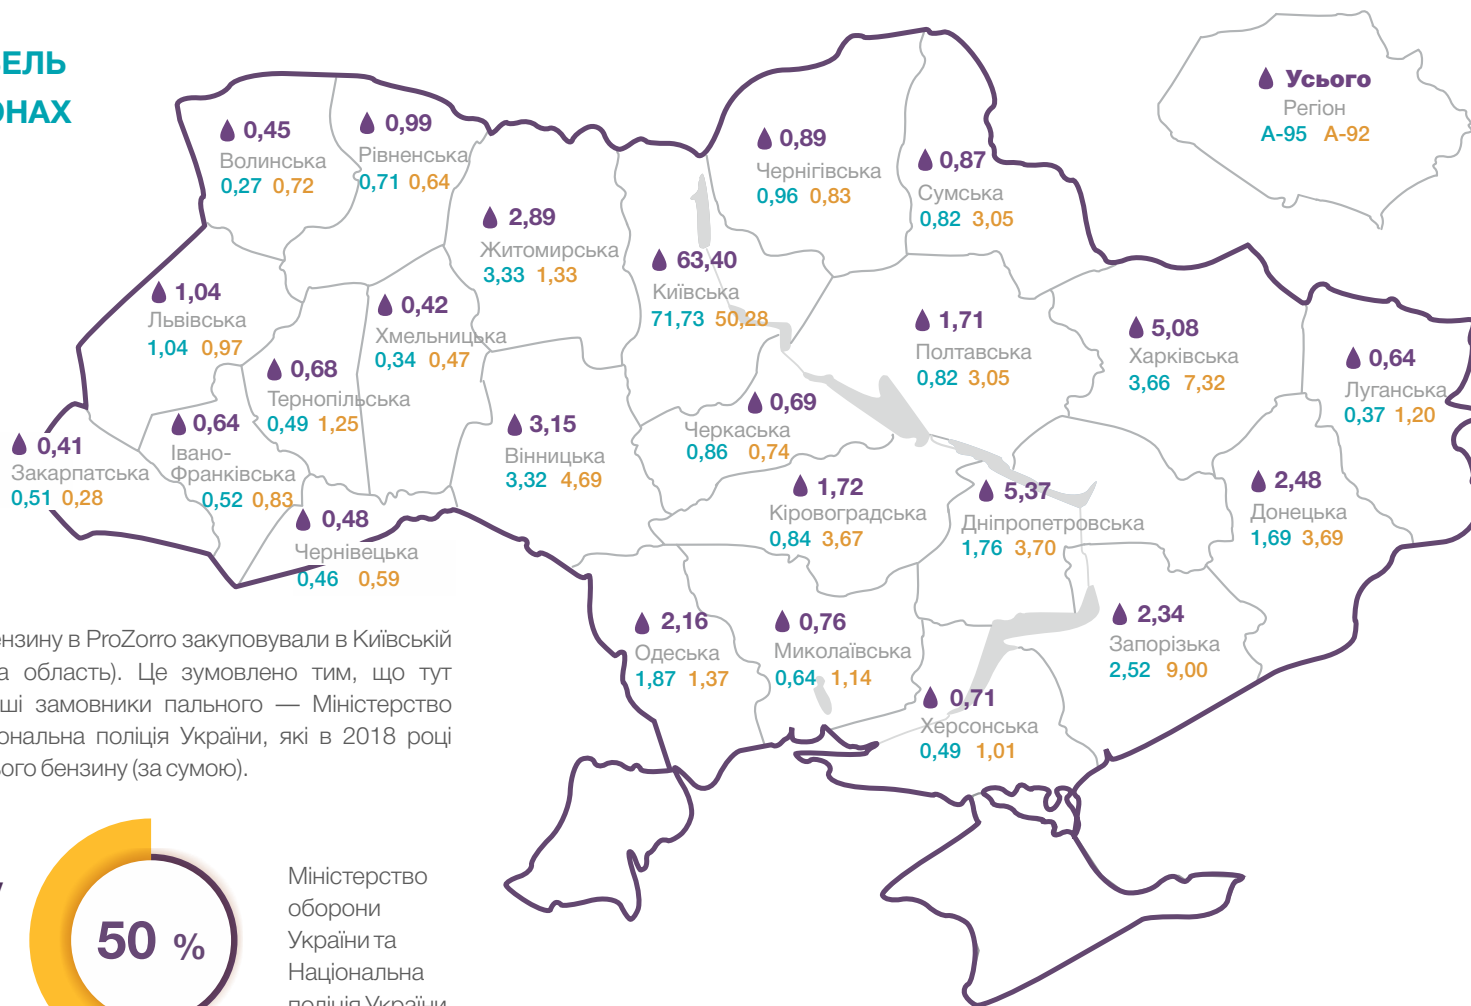 ЕЛЬ
ОНАХ
Усього
Регіон
А-95 А-92
0,45
Волинська
0,27 0,72
0,99
Рівненська
0,71 0,64
2,89
Житомирська
3,33 1,33
63,40
Київська
71,73 50,28
0,89
Чернігівська
0,96 0,83
0,87
Сумська
0,82 3,05
1,04
Львівська
1,04 0,97
0,42
Хмельницька
0,34 0,47
0,68
Тернопільська
0,49 1,25
1,71
Полтавська
0,82 3,05
5,08
Харківська
3,66 7,32
0,64
Луганська
0,37 1,20
0,41
Закарпатська
0,51 0,28
0,64
Івано-
Франківська
0,52 0,83
3,15
Вінницька
3,32 4,69
0,69
Черкаська
0,86 0,74
1,72
Кіровоградська
0,84 3,67
5,37
Дніпропетровська
1,76 3,70
2,48
Донецька
1,69 3,69
0,48
Чернівецька
0,46 0,59
2,16
Одеська
1,87 1,37
0,76
Миколаївська
0,64 1,14
0,71
Херсонська
0,49 1,01
2,34
Запорізька
2,52 9,00
ензину в ProZorro закуповували в Київській
а область). Це зумовлено тим, що тут
ші замовники пального — Міністерство
ональна поліція України, які в 2018 році
ього бензину (за сумою).
50 %
Міністерство
оборони
України та
Національна
поліція України